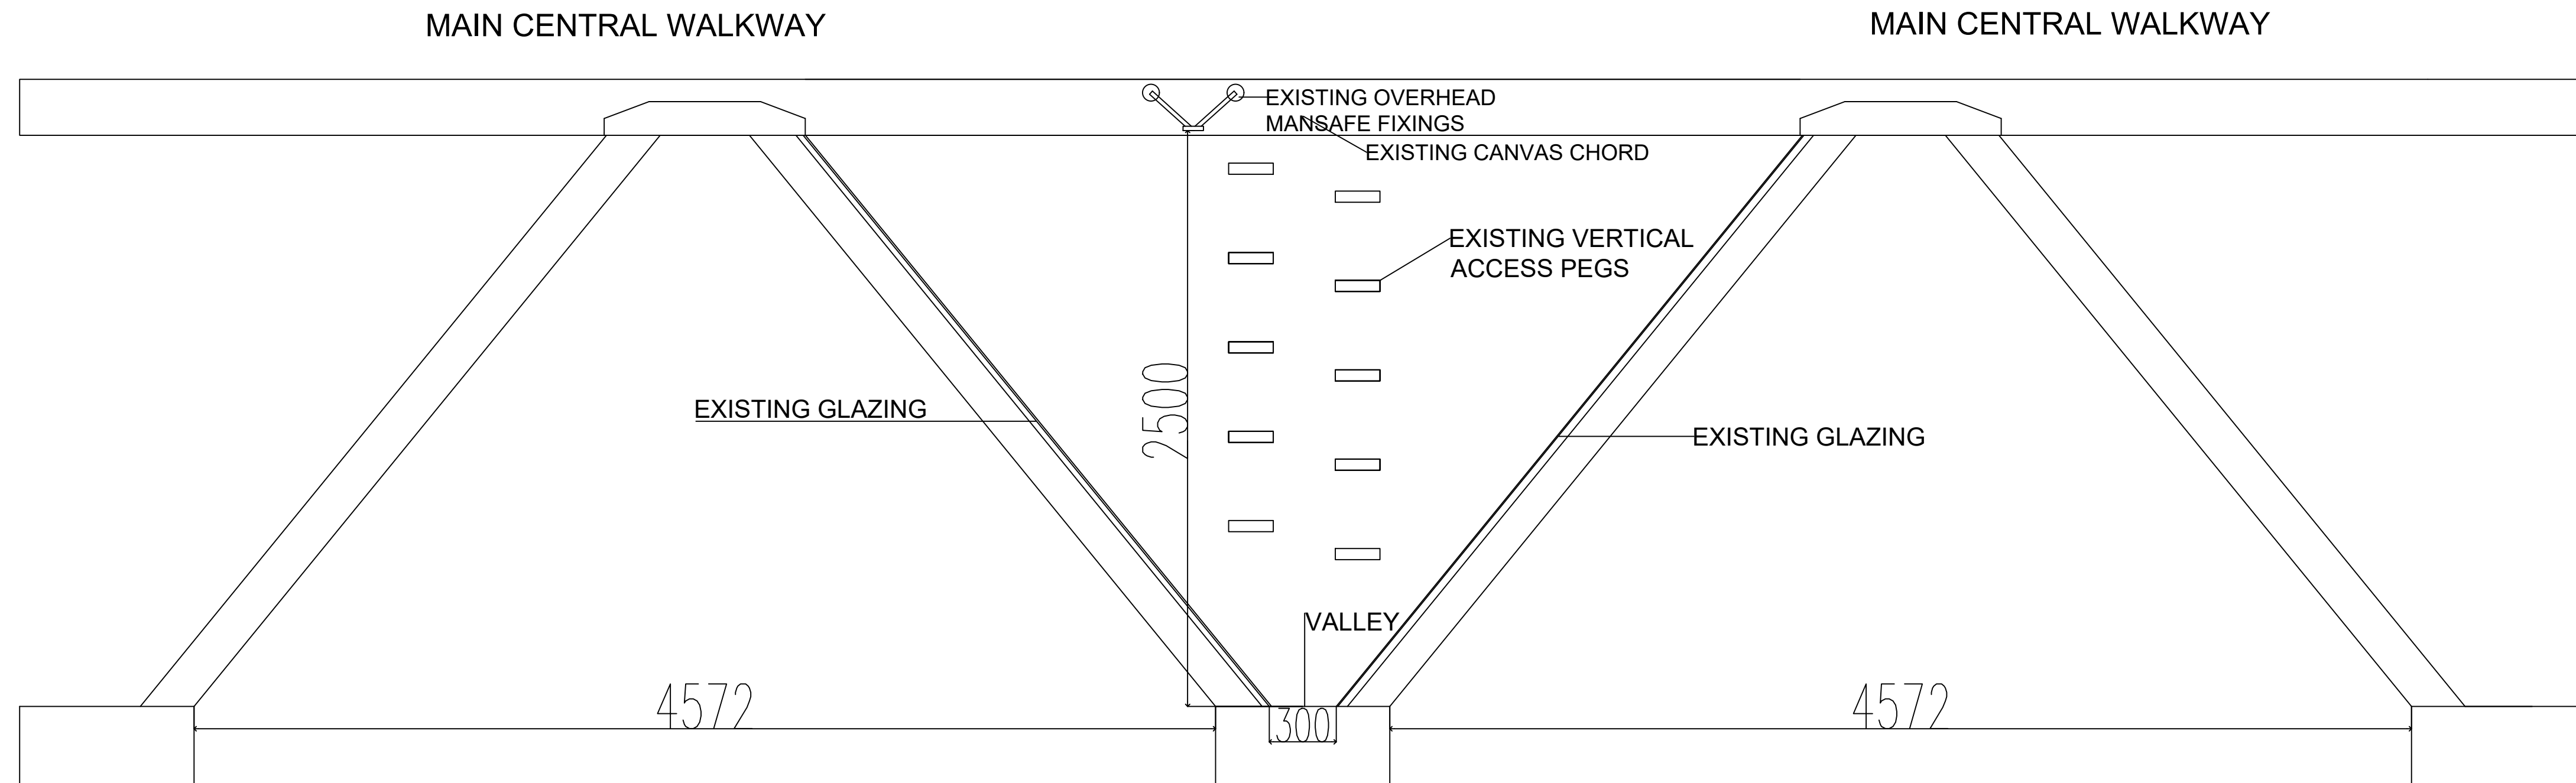 MAIN CENTRAL WALKWAY
MAIN CENTRAL WALKWAY
EXISTING OVERHEAD
MANSAFE FIXINGS
EXISTING CANVAS CHORD
EXISTING VERTICAL
ACCESS PEGS
2500
EXISTING GLAZING
EXISTING GLAZING
VALLEY
4572
300
4572